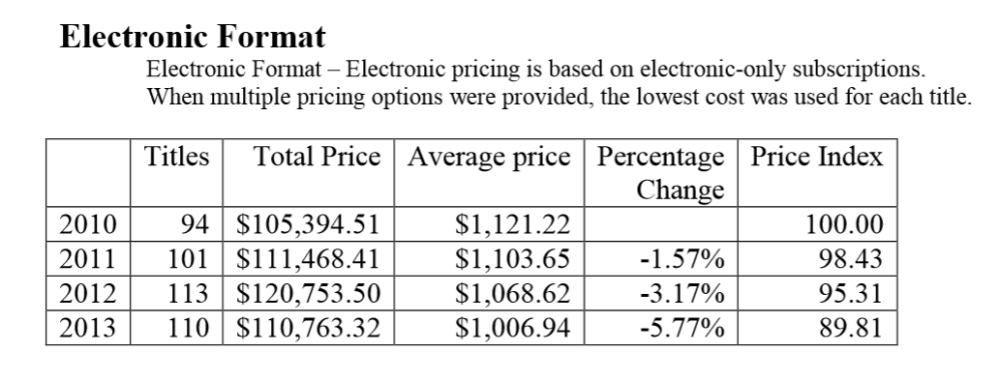 Electronic Format
Electronic Format – Electronic pricing is based on electronic-only subscriptions.
When multiple pricing options were provided, the lowest cost was used for each title.
Titles Total Price Average price Percentage Change Price Index
2010 94 $105,394.51 $1,121.22 100.00
2011 101 $111,468.41 $1,103.65 -1.57% 98.43
2012 113 $120,753.50 $1,068.62 -3.17% 95.31
2013 110 $110,763.32 $1,006.94 -5.77% 89.81